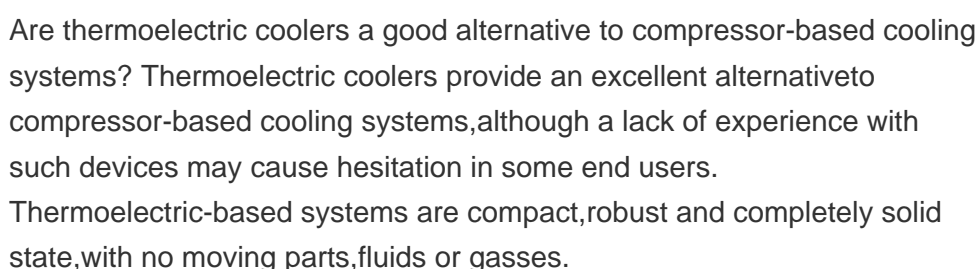 Are thermoelectric coolers a good alternative to compressor-based cooling
systems? Thermoelectric coolers provide an excellent alternativeto
compressor-based cooling systems,although a lack of experience with
such devices may cause hesitation in some end users.
Thermoelectric-based systems are compact,robust and completely solid
state,with no moving parts,fluids or gasses.